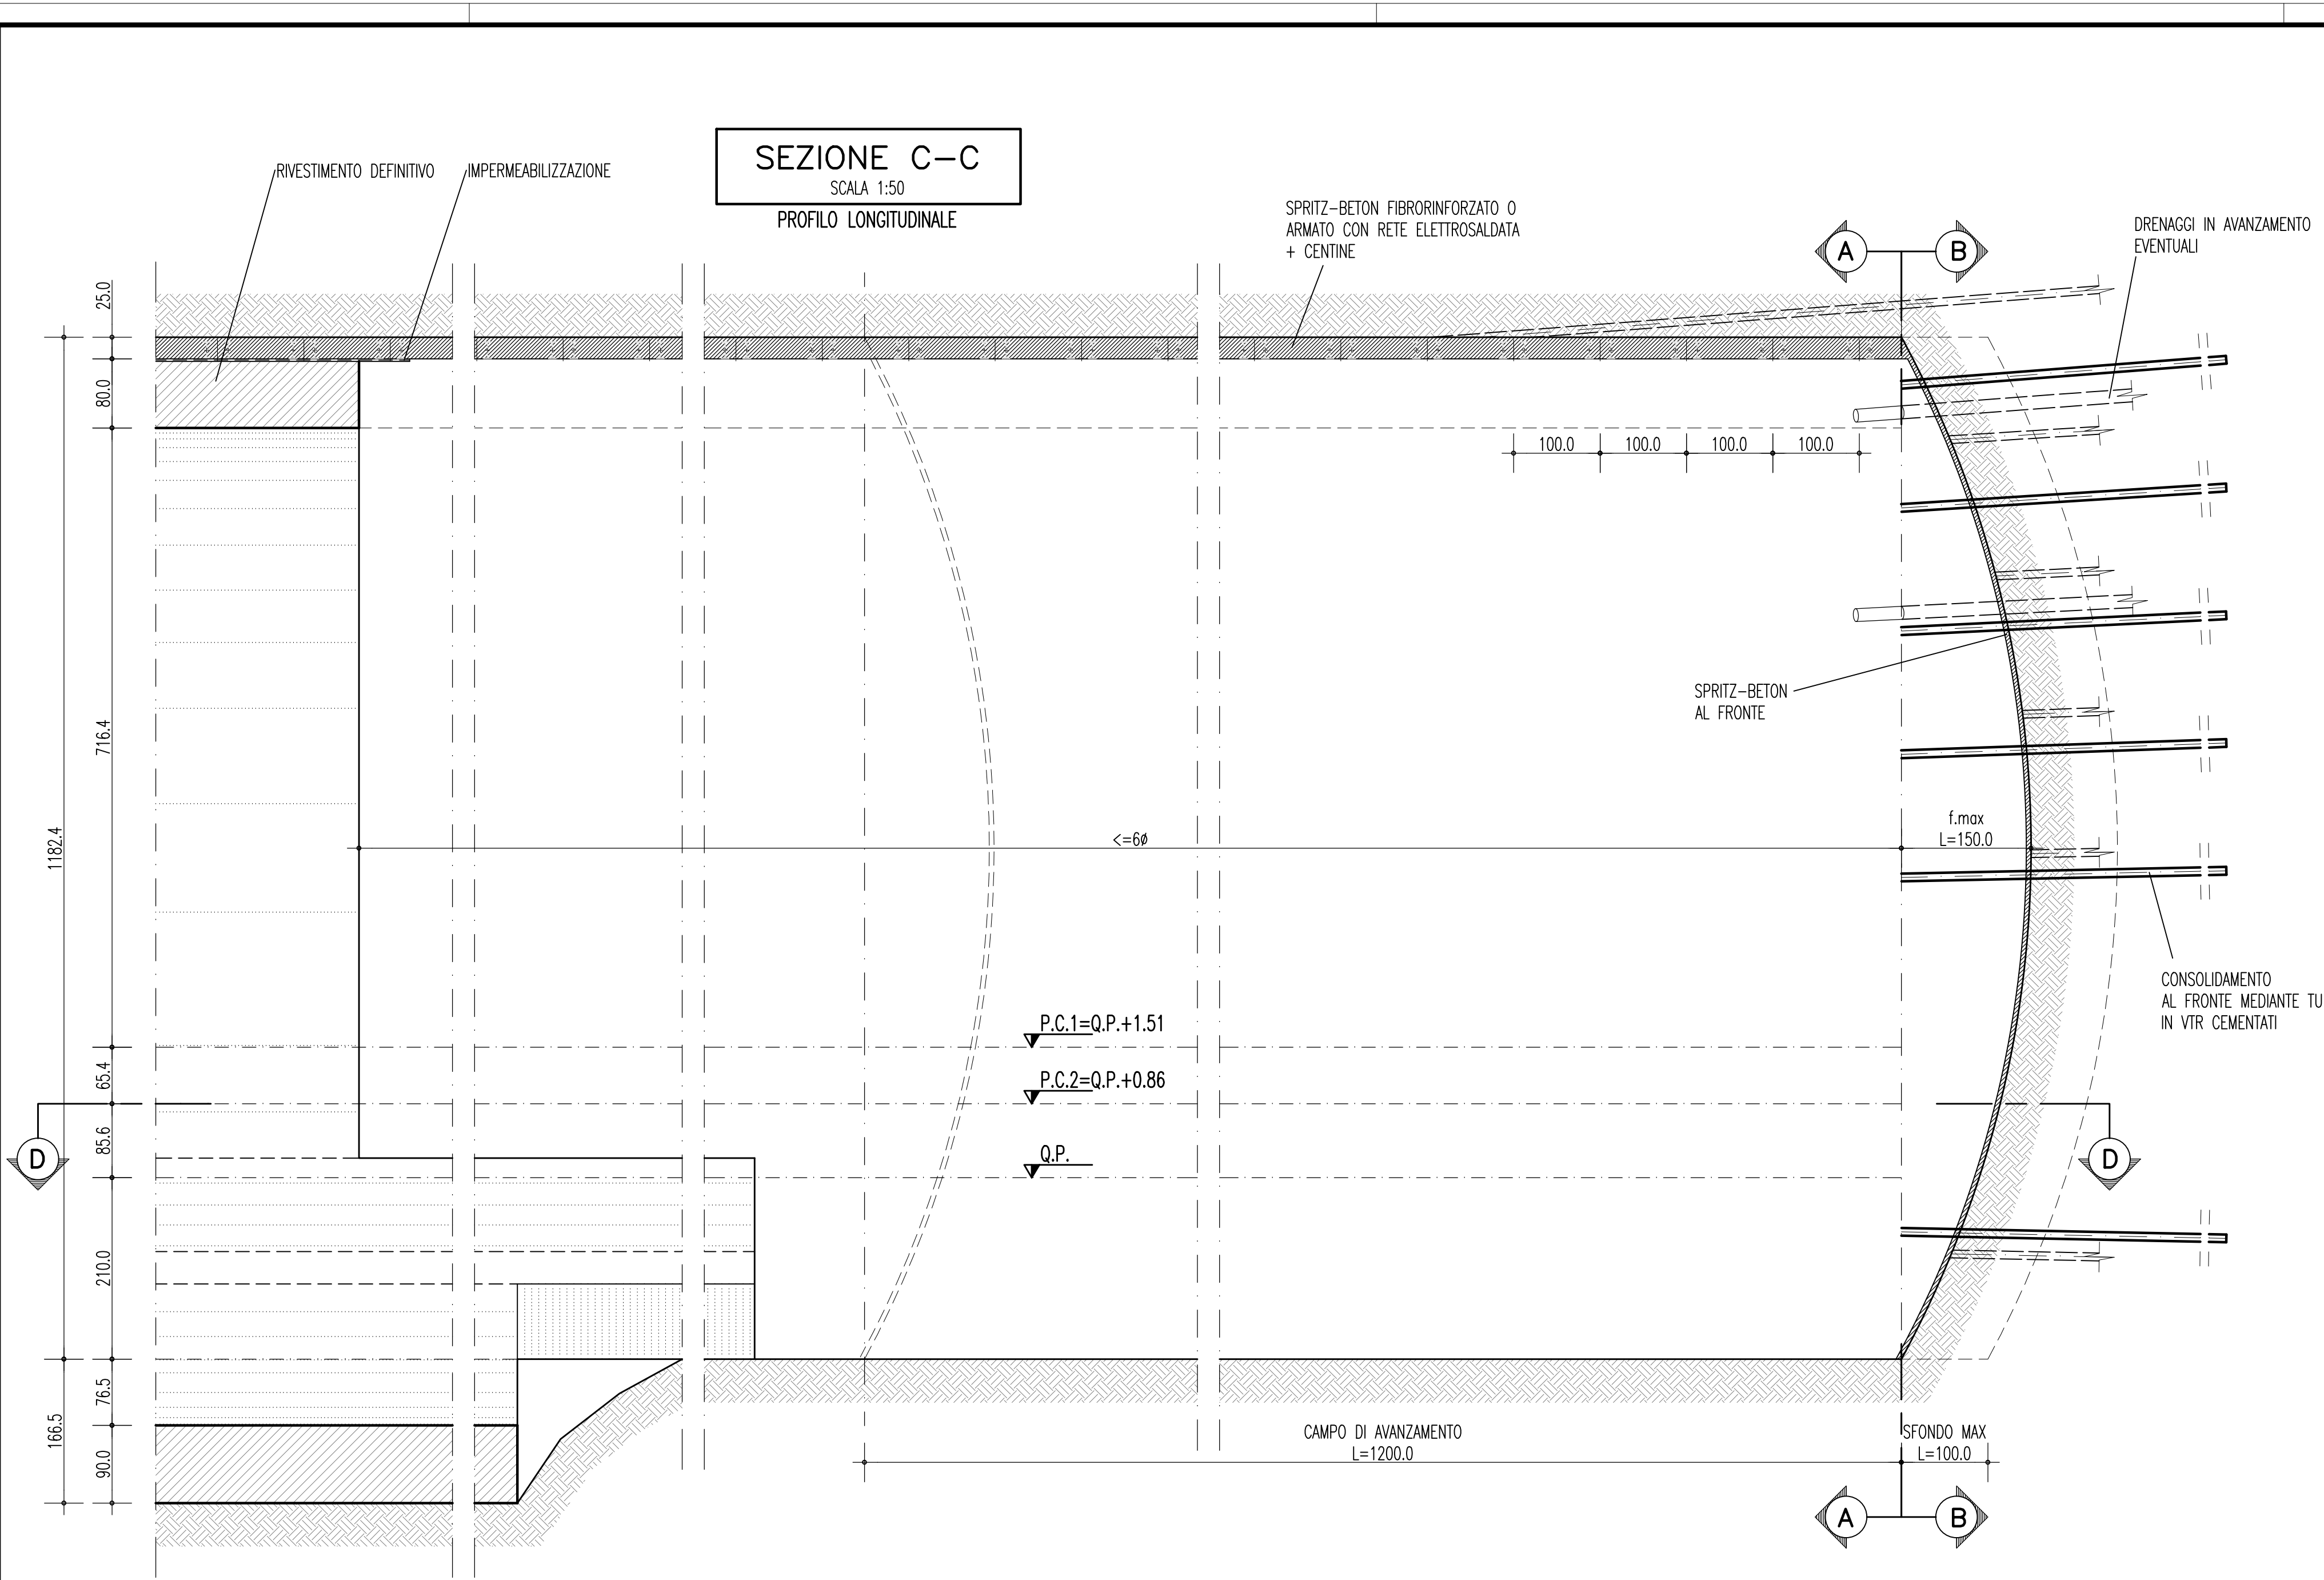 SEZIONE C-C
SCALA 1:50
PROFILO LONGITUDINALE
RIVESTIMENTO DEFINITIVO
IMPERMEABILIZZAZIONE
SPRITZ-BETON FIBRORINFORZATO O
ARMATO CON RETE ELETTROSALDATA
+ CENTINE
A
B
DRENAGGI IN AVANZAMENTO
EVENTUALI
25.0
80.0
716.4
1182.4
65.4
85.6
210.0
76.5
166.5
90.0
100.0 100.0 100.0 100.0
SPRITZ-BETON
AL FRONTE
<=6ø
f.max
L=150.0
CONSOLIDAMENTO
AL FRONTE MEDIANTE TU
IN VTR CEMENTATI
P.C.1=Q.P.+1.51
P.C.2=Q.P.+0.86
Q.P.
D
D
CAMPO DI AVANZAMENTO
L=1200.0
SFONDO MAX
L=100.0
A
B